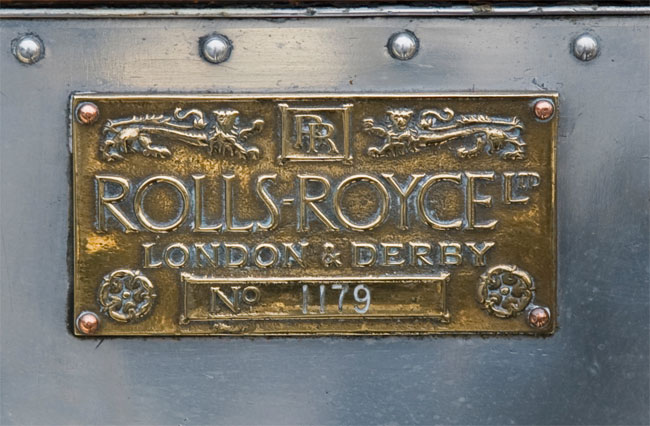 RR
ROLLS-ROYCE LTD
LONDON & DERBY
No 1179